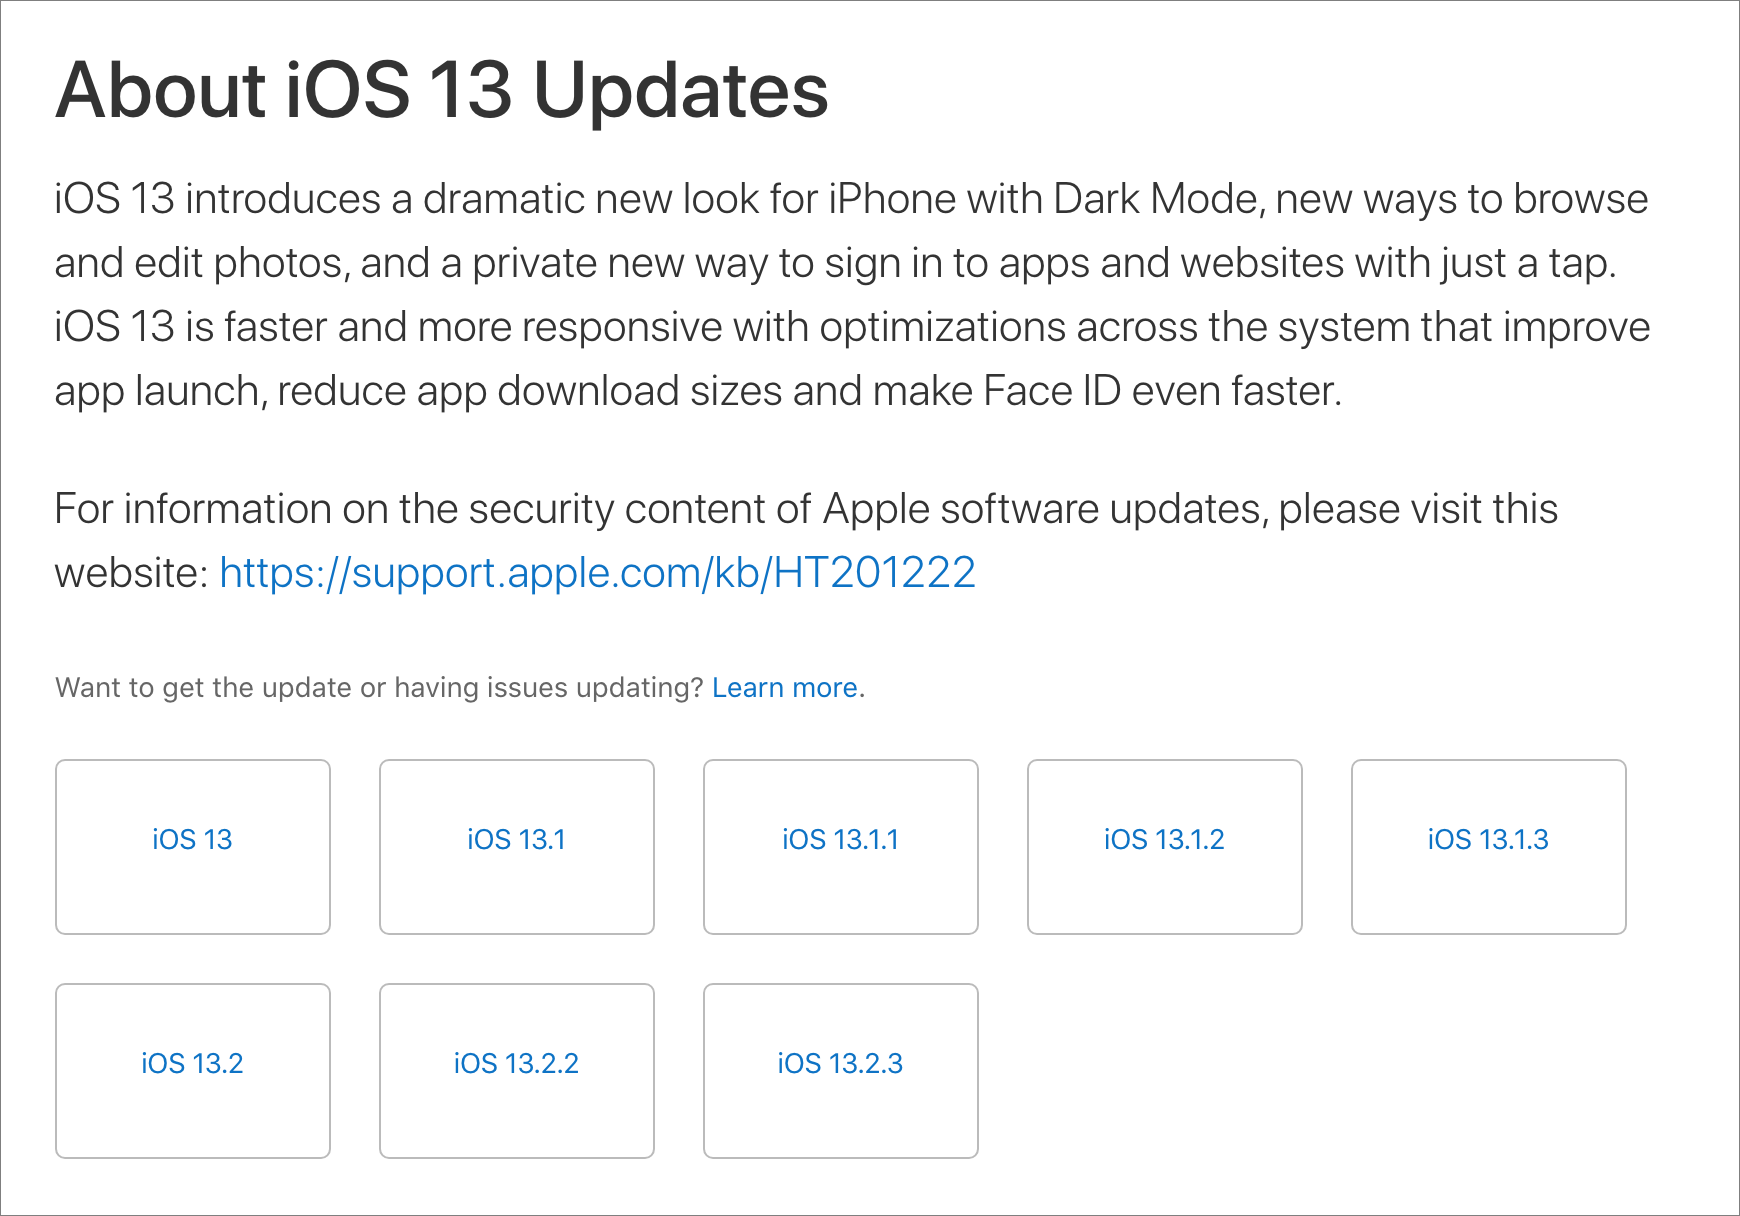 About iOS 13 Updates
iOS 13 introduces a dramatic new look for iPhone with Dark Mode, new ways to browse
and edit photos, and a private new way to sign in to apps and websites with just a tap.
iOS 13 is faster and more responsive with optimizations across the system that improve
app launch, reduce app download sizes and make Face ID even faster.
For information on the security content of Apple software updates, please visit this
website: https://support.apple.com/kb/HT201222
Want to get the update or having issues updating? Learn more.
iOS 13
iOS 13.1
iOS 13.1.1
iOS 13.1.2
iOS 13.1.3
iOS 13.2
iOS 13.2.2
iOS 13.2.3